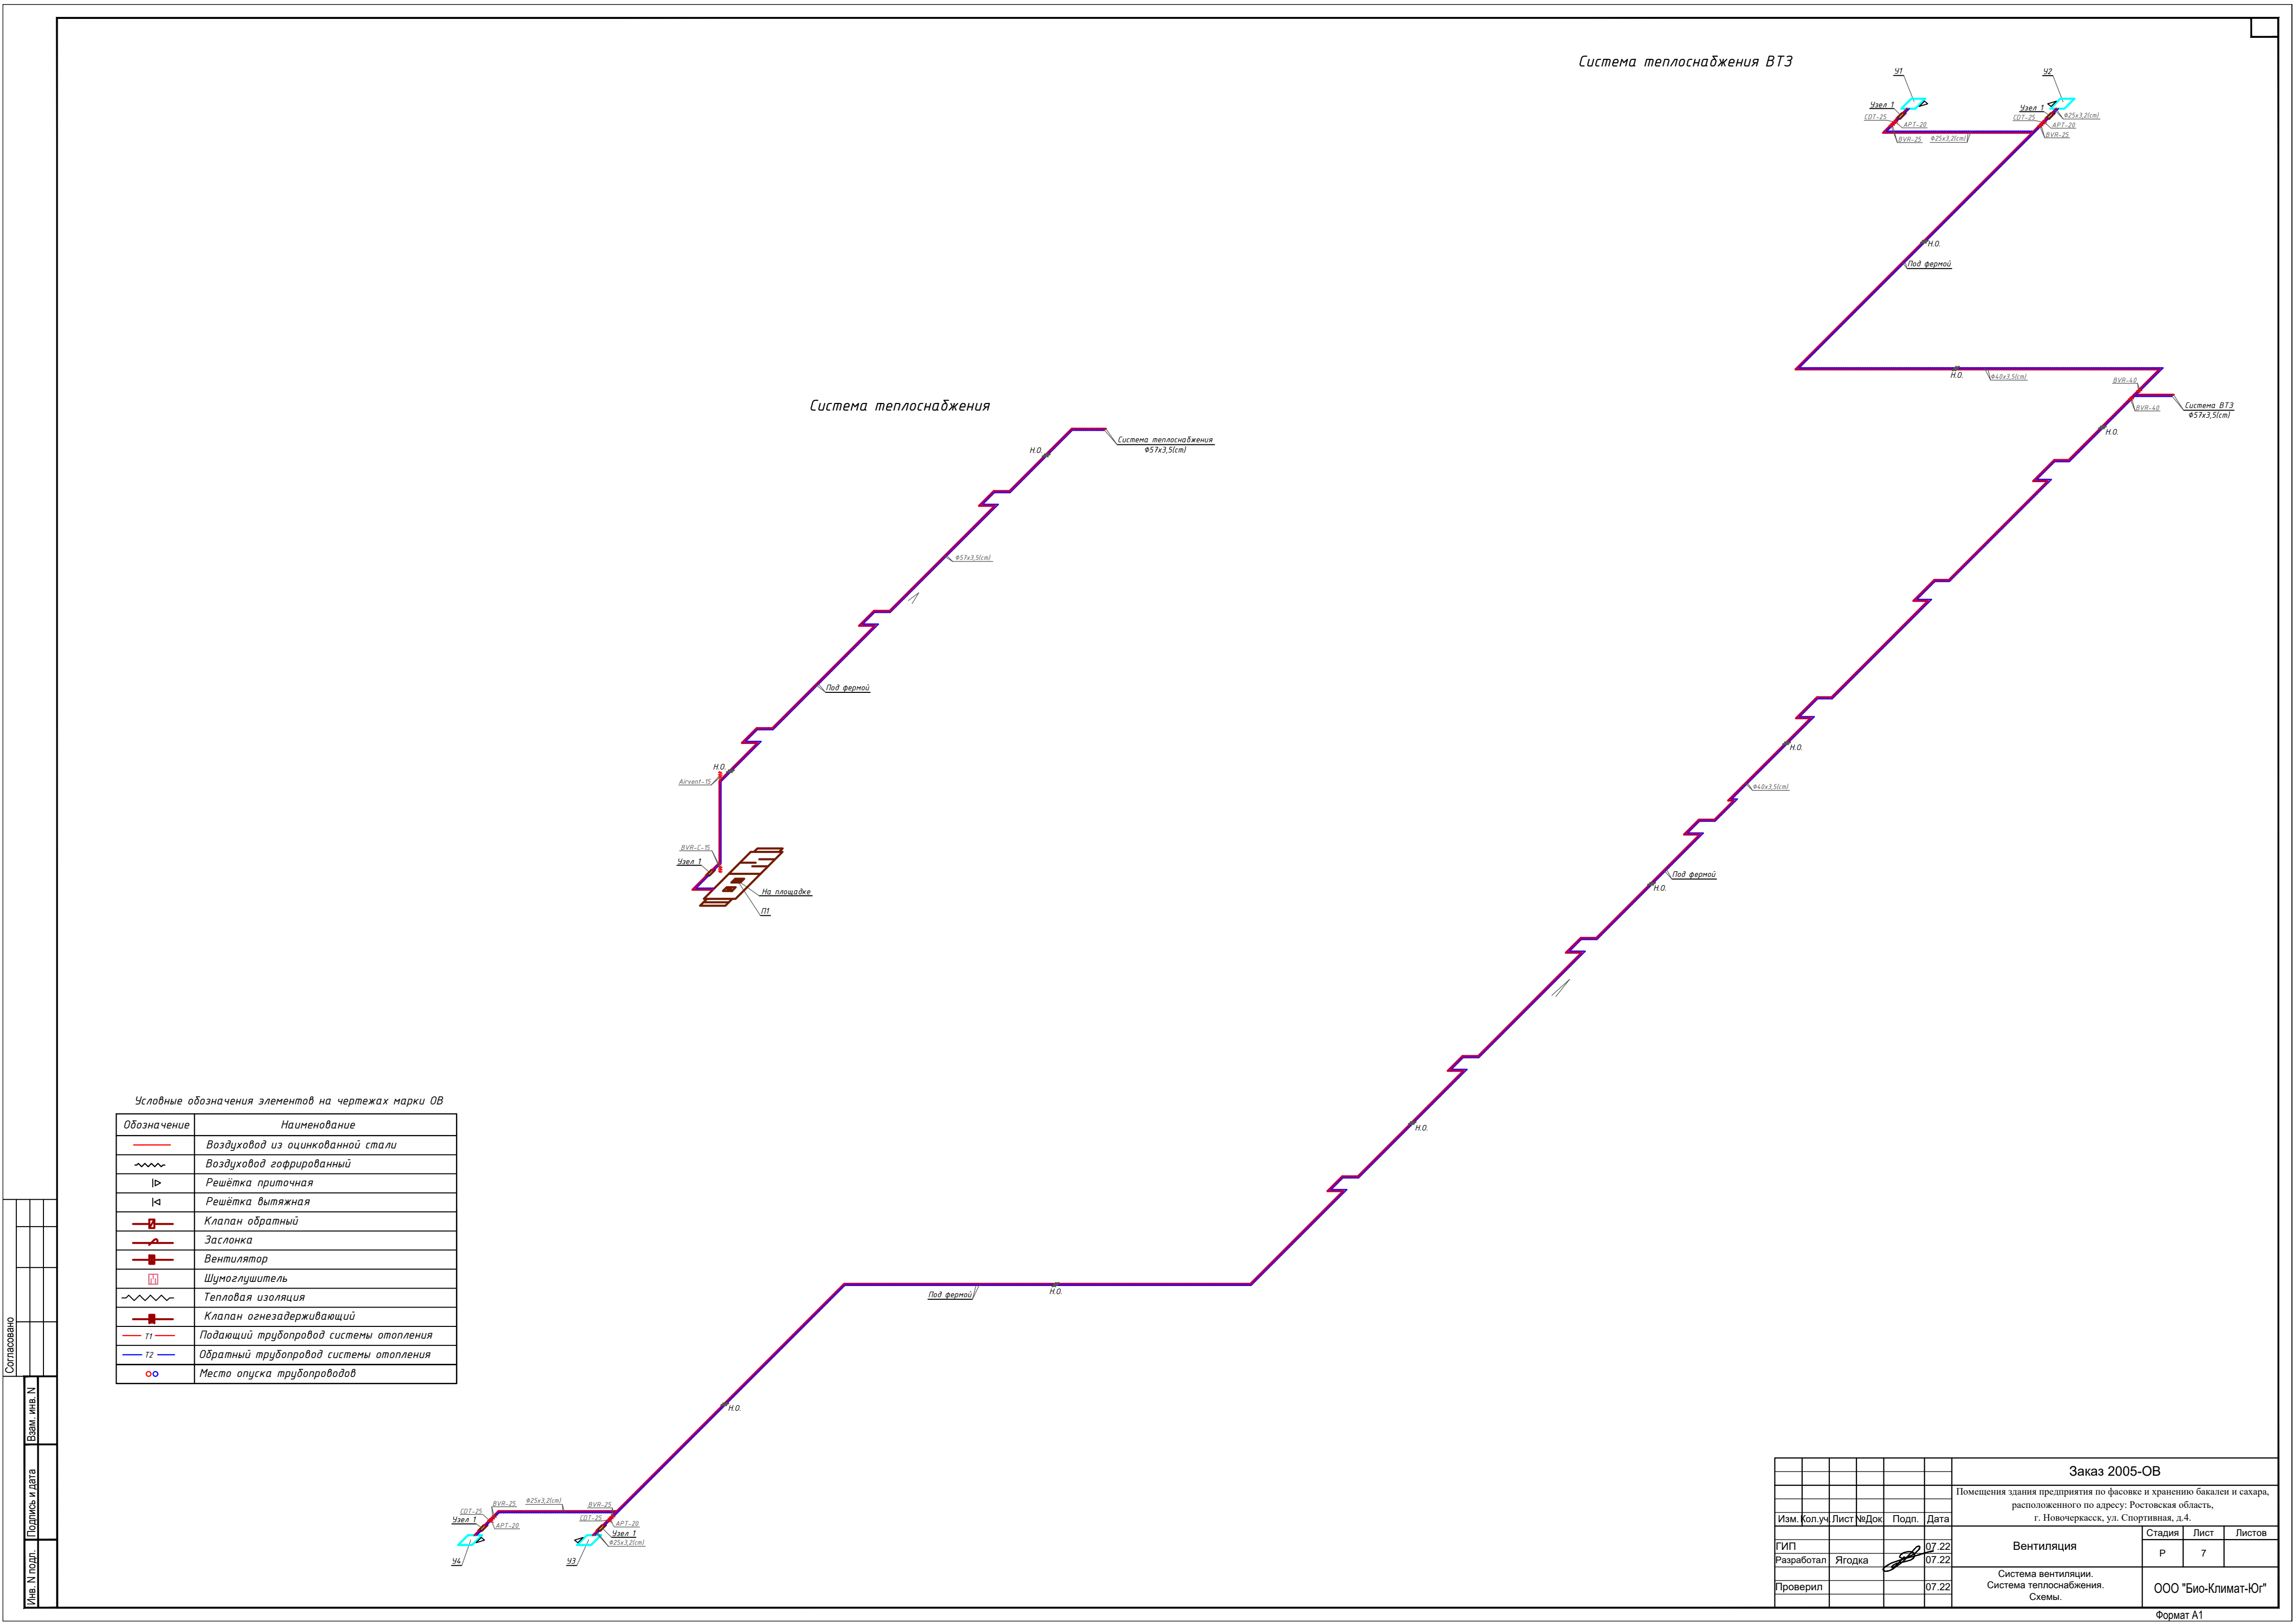 Система теплоснабжения ВТЗ
У1
У2
Узел 1
CDT-25
APT-20
BVR-25
Ф25х3,2(ст)
Узел 1
CDT-25
Ф25х3,2(ст)
APT-20
BVR-25
Н.О.
Под фермой
Н.О.
Ф40х3,5(ст)
BVR-40
BVR-40
Система ВТЗ
Ф57х3,5(ст)
Н.О.
Система теплоснабжения
Н.О.
Система теплоснабжения
Ф57х3,5(ст)
Ф57х3,5(ст)
Под фермой
Н.О.
Airvent-15
BVR-C-15
Узел 1
На площадке
П1
Н.О.
Ф40х3,5(ст)
Под фермой
Н.О.
Н.О.
Под фермой
Н.О.
Н.О.
BVR-25
Ф25х3,2(ст)
BVR-25
CDT-25
Узел 1
APT-20
CDT-25
APT-20
Узел 1
Ф25х3,2(ст)
У4
У3
Условные обозначения элементов на чертежах марки ОВ
Обозначение
Наименование
Воздуховод из оцинкованной стали
Воздуховод гофрированный
Решётка приточная
Решётка вытяжная
Клапан обратный
Заслонка
Вентилятор
Шумоглушитель
Тепловая изоляция
Клапан огнезадерживающий
Т1
Подающий трубопровод системы отопления
Т2
Обратный трубопровод системы отопления
Место опуска трубопроводов
Согласовано
Взам. инв. N
Подпись и дата
Инв. N подл.
Заказ 2005-ОВ
Помещения здания предприятия по фасовке и хранению бакалеи и сахара,
расположенного по адресу: Ростовская область,
г. Новочеркасск, ул. Спортивная, д.4.
Изм. Кол.уч. Лист №Док Подп. Дата
ГИП 07.22
Разработал Ягодка 07.22
Проверил 07.22
Вентиляция
Стадия Лист Листов
Р 7
Система вентиляции.
Система теплоснабжения.
Схемы.
ООО "Био-Климат-Юг"
Формат А1